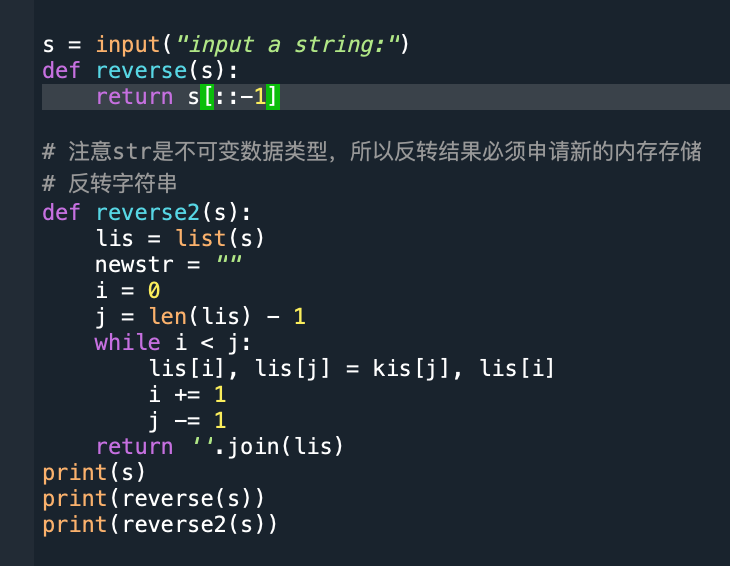 s = input("input a string:")
def reverse(s):
    return s[::-1]
# 注意str是不可变数据类型，所以反转结果必须申请新的内存存储
# 反转字符串
def reverse2(s):
    lis = list(s)
    newstr = ""
    i = 0
    j = len(lis) - 1
    while i < j:
        lis[i], lis[j] = kis[j], lis[i]
        i += 1
        j -= 1
    return ''.join(lis)
print(s)
print(reverse(s))
print(reverse2(s))